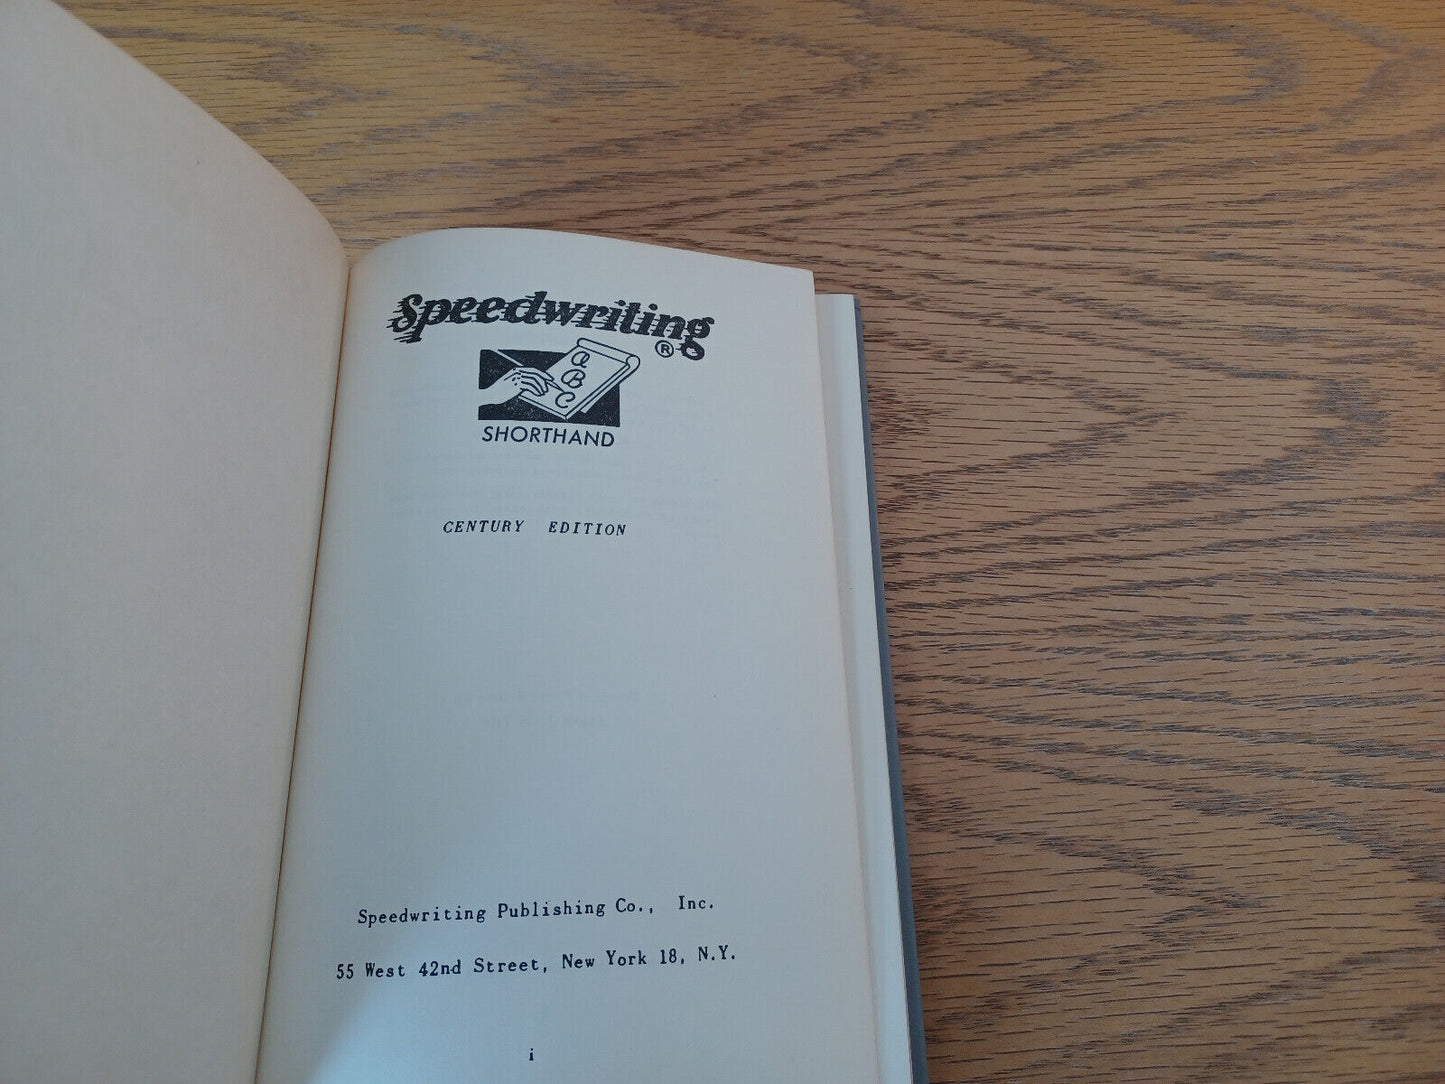 Speedwriting
®
a
B
C
SHORTHAND
CENTURY EDITION
Speedwriting Publishing Co., Inc.
55 West 42nd Street, New York 18, N.Y.
i